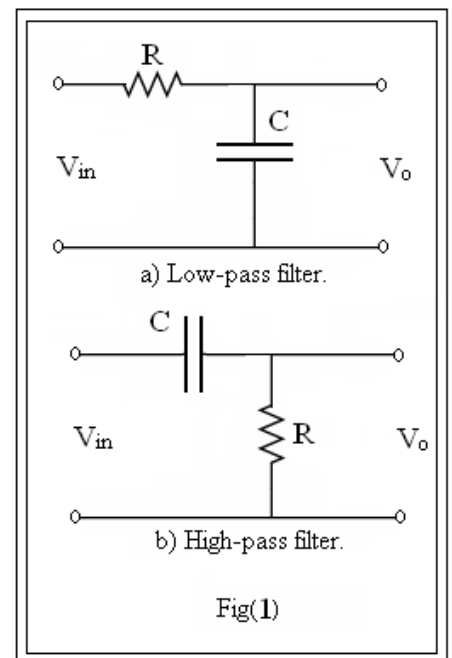 R
C
Vin Vo
a) Low-pass filter.
C
Vin R Vo
b) High-pass filter.
Fig(1)